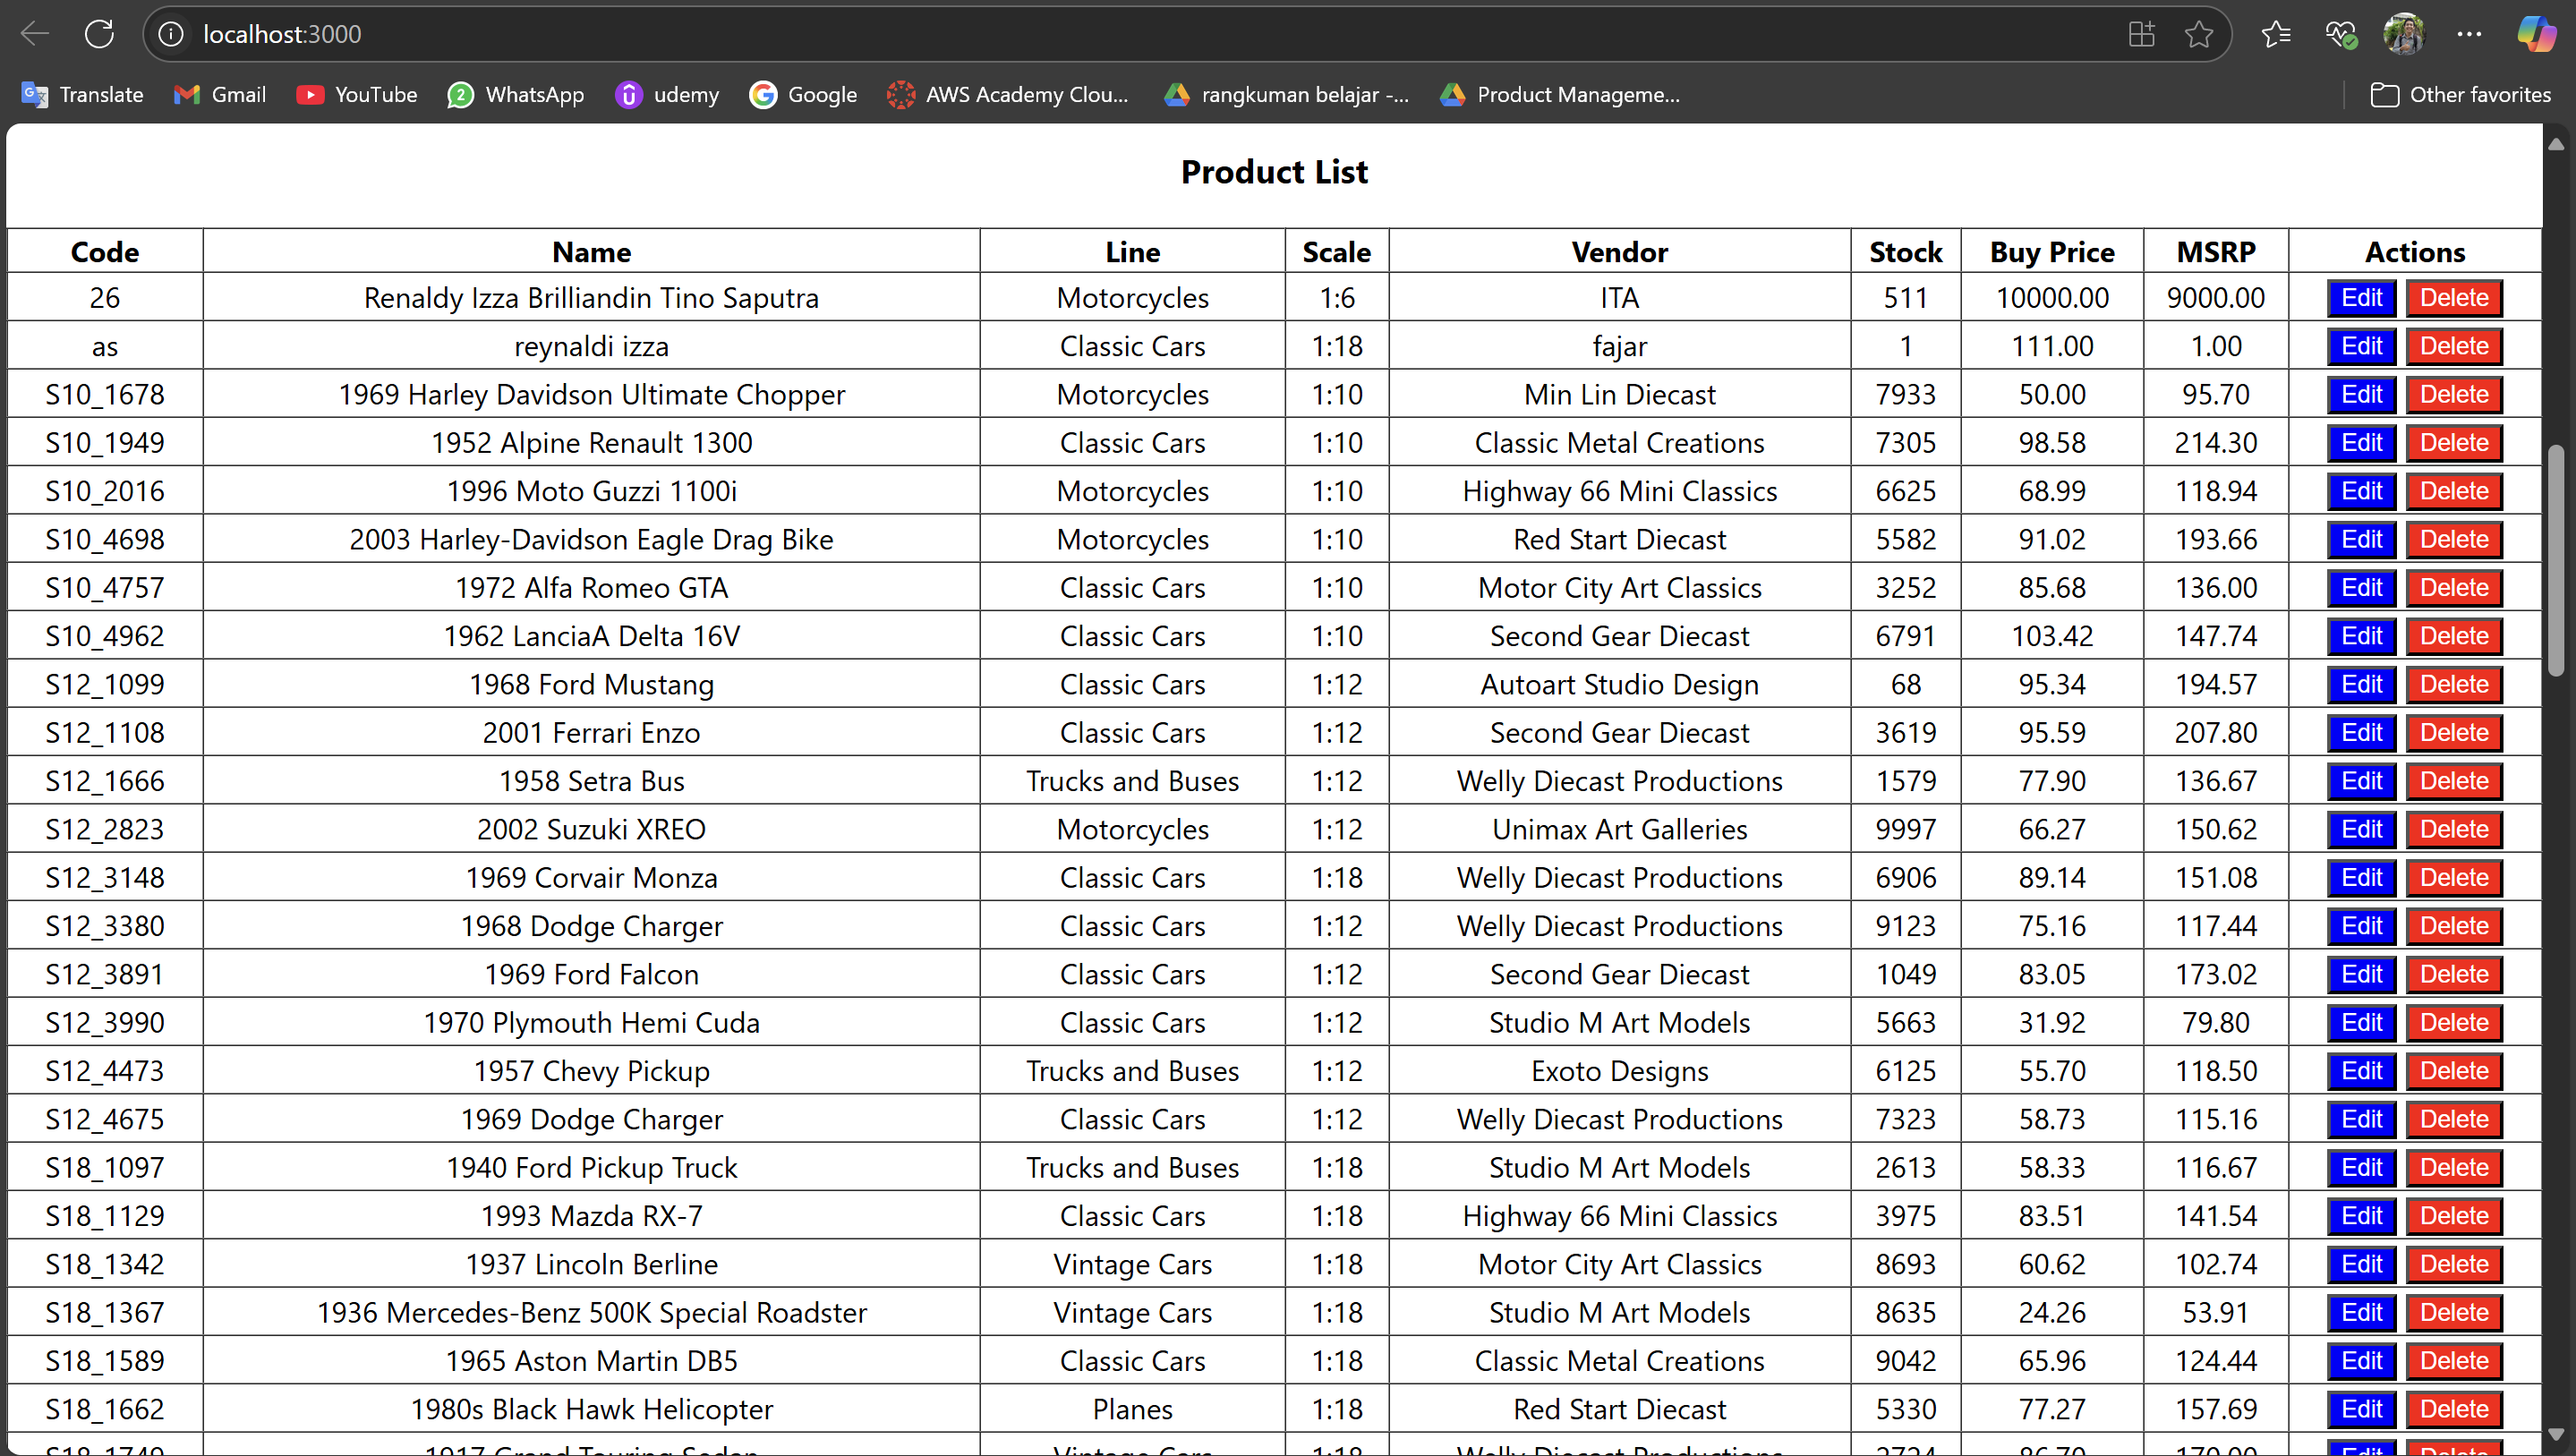 localhost:3000
Translate Gmail YouTube 2 WhatsApp udemy Google AWS Academy Clou... rangkuman belajar -... Product Manageme... Other favorites
Product List
Code Name Line Scale Vendor Stock Buy Price MSRP Actions
26 Renaldy Izza Brilliandin Tino Saputra Motorcycles 1:6 ITA 511 10000.00 9000.00 Edit Delete
as reynaldi izza Classic Cars 1:18 fajar 1 111.00 1.00 Edit Delete
S10_1678 1969 Harley Davidson Ultimate Chopper Motorcycles 1:10 Min Lin Diecast 7933 50.00 95.70 Edit Delete
S10_1949 1952 Alpine Renault 1300 Classic Cars 1:10 Classic Metal Creations 7305 98.58 214.30 Edit Delete
S10_2016 1996 Moto Guzzi 1100i Motorcycles 1:10 Highway 66 Mini Classics 6625 68.99 118.94 Edit Delete
S10_4698 2003 Harley-Davidson Eagle Drag Bike Motorcycles 1:10 Red Start Diecast 5582 91.02 193.66 Edit Delete
S10_4757 1972 Alfa Romeo GTA Classic Cars 1:10 Motor City Art Classics 3252 85.68 136.00 Edit Delete
S10_4962 1962 LanciaA Delta 16V Classic Cars 1:10 Second Gear Diecast 6791 103.42 147.74 Edit Delete
S12_1099 1968 Ford Mustang Classic Cars 1:12 Autoart Studio Design 68 95.34 194.57 Edit Delete
S12_1108 2001 Ferrari Enzo Classic Cars 1:12 Second Gear Diecast 3619 95.59 207.80 Edit Delete
S12_1666 1958 Setra Bus Trucks and Buses 1:12 Welly Diecast Productions 1579 77.90 136.67 Edit Delete
S12_2823 2002 Suzuki XREO Motorcycles 1:12 Unimax Art Galleries 9997 66.27 150.62 Edit Delete
S12_3148 1969 Corvair Monza Classic Cars 1:18 Welly Diecast Productions 6906 89.14 151.08 Edit Delete
S12_3380 1968 Dodge Charger Classic Cars 1:12 Welly Diecast Productions 9123 75.16 117.44 Edit Delete
S12_3891 1969 Ford Falcon Classic Cars 1:12 Second Gear Diecast 1049 83.05 173.02 Edit Delete
S12_3990 1970 Plymouth Hemi Cuda Classic Cars 1:12 Studio M Art Models 5663 31.92 79.80 Edit Delete
S12_4473 1957 Chevy Pickup Trucks and Buses 1:12 Exoto Designs 6125 55.70 118.50 Edit Delete
S12_4675 1969 Dodge Charger Classic Cars 1:12 Welly Diecast Productions 7323 58.73 115.16 Edit Delete
S18_1097 1940 Ford Pickup Truck Trucks and Buses 1:18 Studio M Art Models 2613 58.33 116.67 Edit Delete
S18_1129 1993 Mazda RX-7 Classic Cars 1:18 Highway 66 Mini Classics 3975 83.51 141.54 Edit Delete
S18_1342 1937 Lincoln Berline Vintage Cars 1:18 Motor City Art Classics 8693 60.62 102.74 Edit Delete
S18_1367 1936 Mercedes-Benz 500K Special Roadster Vintage Cars 1:18 Studio M Art Models 8635 24.26 53.91 Edit Delete
S18_1589 1965 Aston Martin DB5 Classic Cars 1:18 Classic Metal Creations 9042 65.96 124.44 Edit Delete
S18_1662 1980s Black Hawk Helicopter Planes 1:18 Red Start Diecast 5330 77.27 157.69 Edit Delete